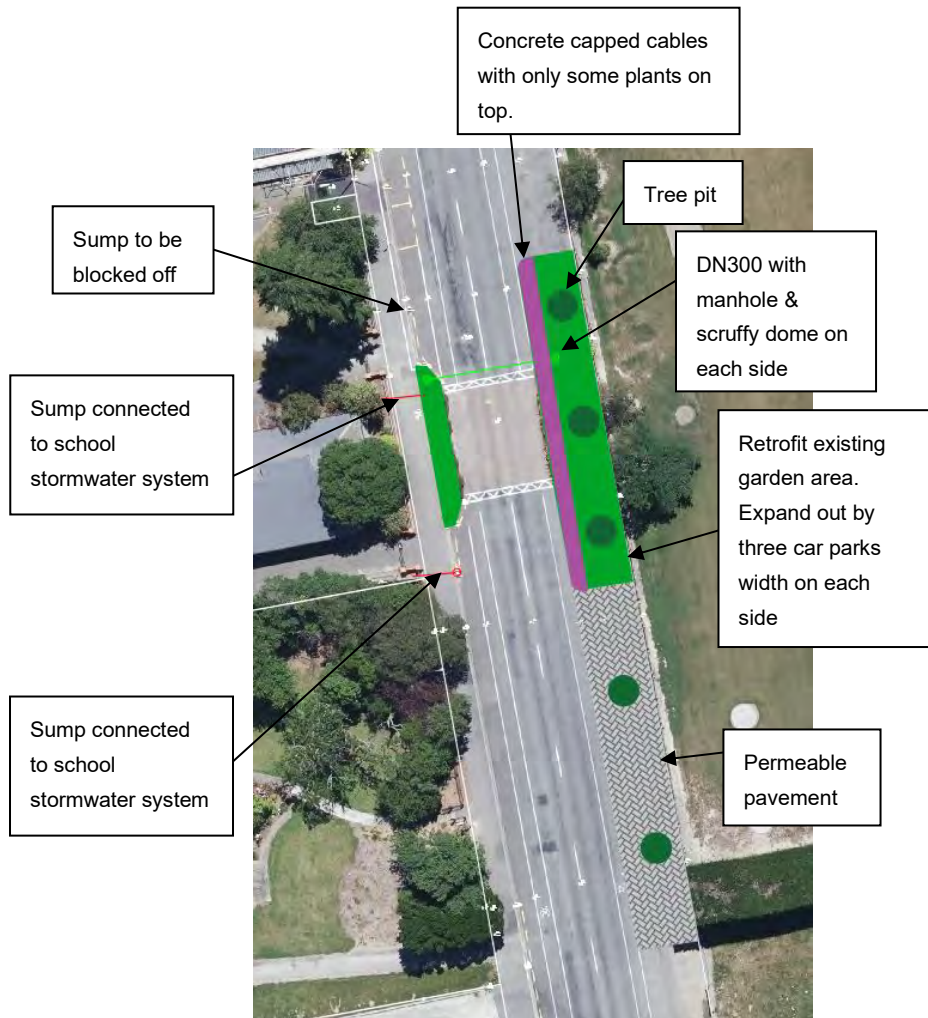 Concrete capped cables
with only some plants on
top.
Tree pit
Sump to be
blocked off
DN300 with
manhole &
scruffy dome on
each side
Sump connected
to school
stormwater system
Retrofit existing
garden area.
Expand out by
three car parks
width on each
side
Sump connected
to school
stormwater system
Permeable
pavement